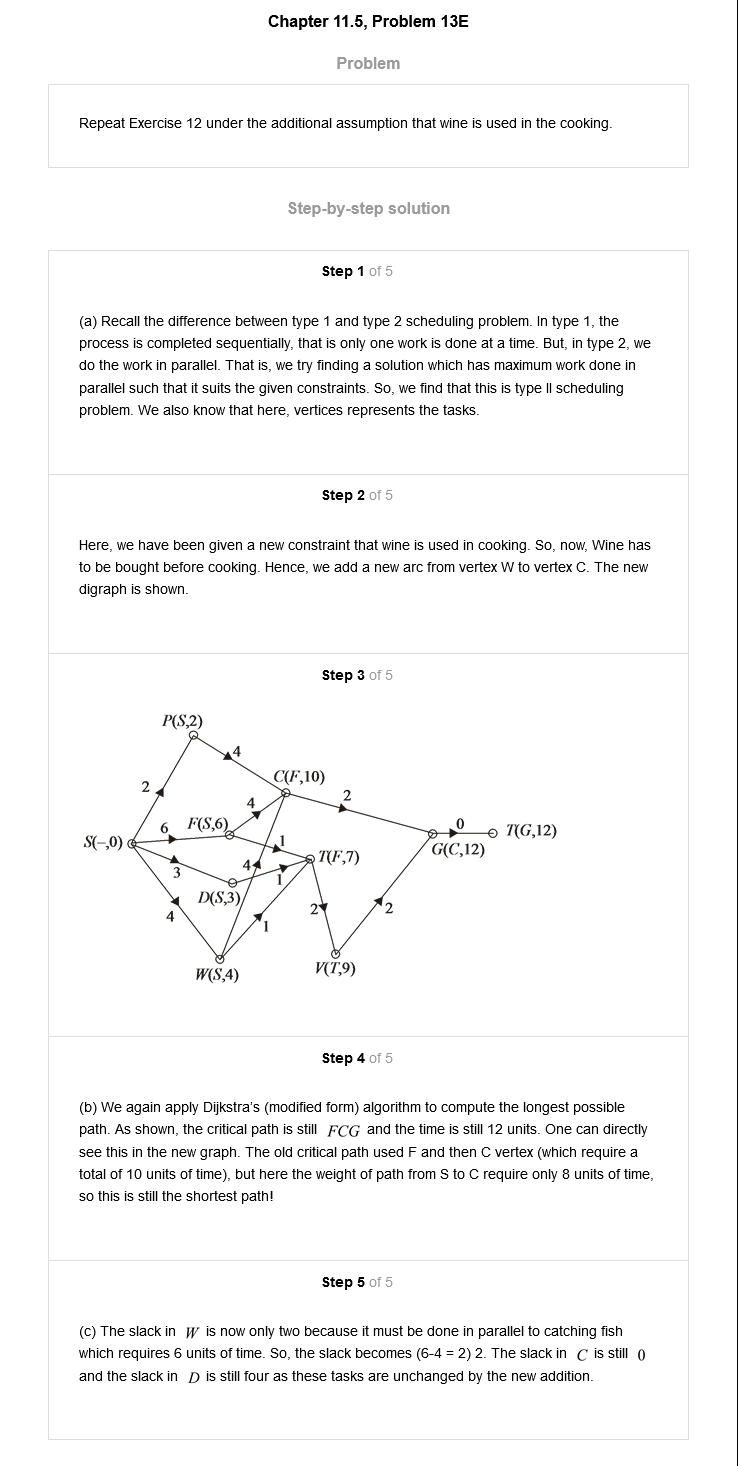 Chapter 11.5, Problem 13E
Problem
Repeat Exercise 12 under the additional assumption that wine is used in the cooking.
Step-by-step solution
Step 1 of 5
(a) Recall the difference between type 1 and type 2 scheduling problem. In type 1, the
process is completed sequentially, that is only one work is done at a time. But, in type 2, we
do the work in parallel. That is, we try finding a solution which has maximum work done in
parallel such that it suits the given constraints. So, we find that this is type II scheduling
problem. We also know that here, vertices represents the tasks.
Step 2 of 5
Here, we have been given a new constraint that wine is used in cooking. So, now, Wine has
to be bought before cooking. Hence, we add a new arc from vertex W to vertex C. The new
digraph is shown.
Step 3 of 5
P(S,2)
4
C(F,10)
2
2
4
6
F(S,6)
0
T(G,12)
S(–,0)
1
G(C,12)
T(F,7)
3
4
1
D(S,3)
4
2
2
1
W(S,4)
V(T,9)
Step 4 of 5
(b) We again apply Dijkstra's (modified form) algorithm to compute the longest possible
path. As shown, the critical path is still FCG and the time is still 12 units. One can directly
see this in the new graph. The old critical path used F and then C vertex (which require a
total of 10 units of time), but here the weight of path from S to C require only 8 units of time,
so this is still the shortest path!
Step 5 of 5
(c) The slack in W is now only two because it must be done in parallel to catching fish
which requires 6 units of time. So, the slack becomes (6-4 = 2) 2. The slack in C is still 0
and the slack in D is still four as these tasks are unchanged by the new addition.